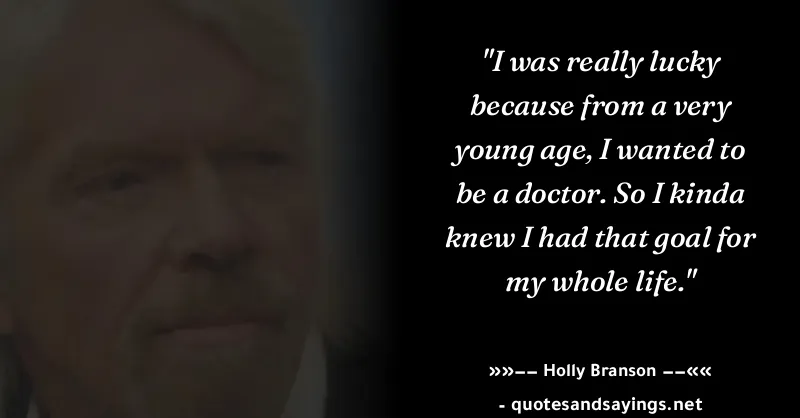 "I was really lucky
because from a very
young age, I wanted to
be a doctor. So I kinda
knew I had that goal for
my whole life."
»»–– Holly Branson ––««
- quotesandsayings.net